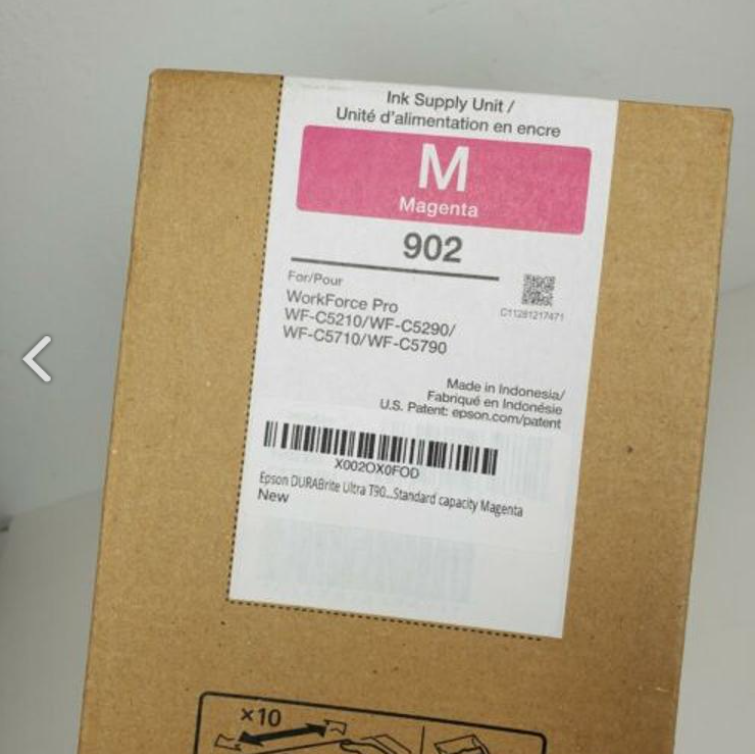 Ink Supply Unit /
Unité d'alimentation en encre
M
Magenta
902
For/Pour
WorkForce Pro
WF-C5210/WF-C5290/
WF-C5710/WF-C5790
C11281217471
Made in Indonesia/
Fabriqué en Indonésie
U.S. Patent: epson.com/patent
X002OX0FOD
Epson DURABrite Ultra T90...Standard capacity Magenta
New
×10